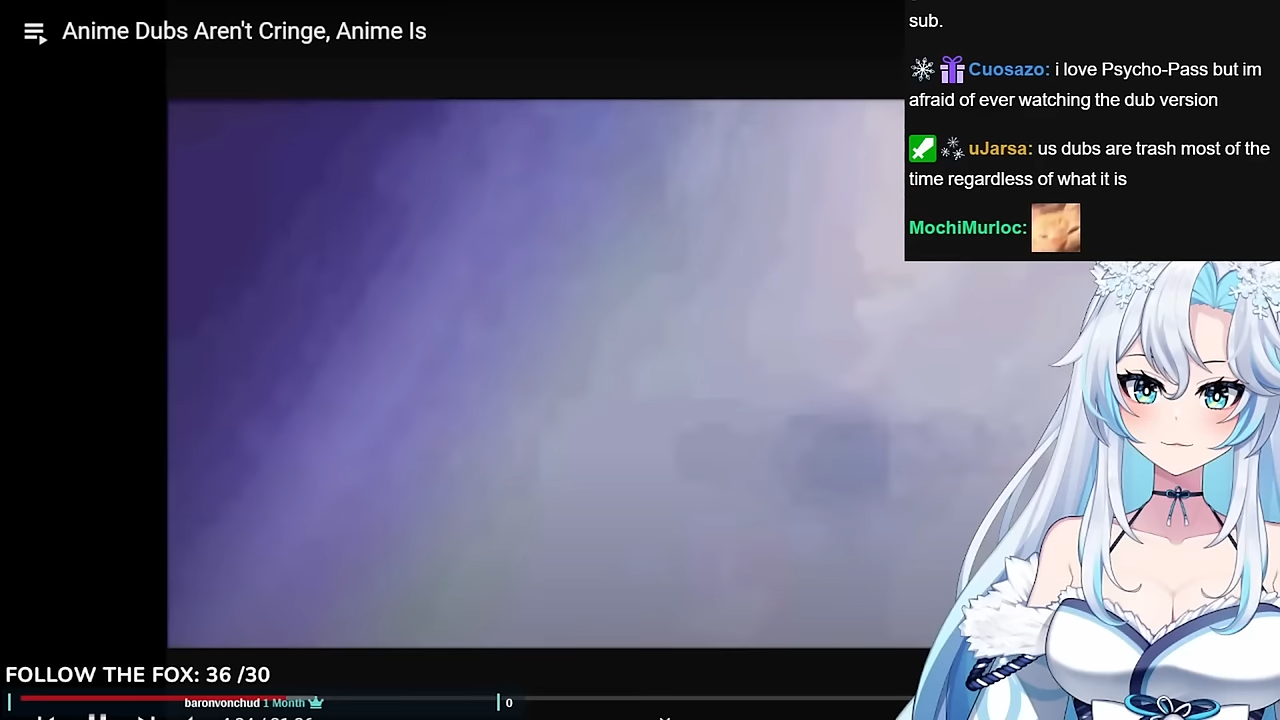 Anime Dubs Aren't Cringe, Anime Is
sub.
Cuosazo: i love Psycho-Pass but im
afraid of ever watching the dub version
uJarsa: us dubs are trash most of the
time regardless of what it is
MochiMurloc:
FOLLOW THE FOX: 36 /30
baronvonchud 1 Month
0